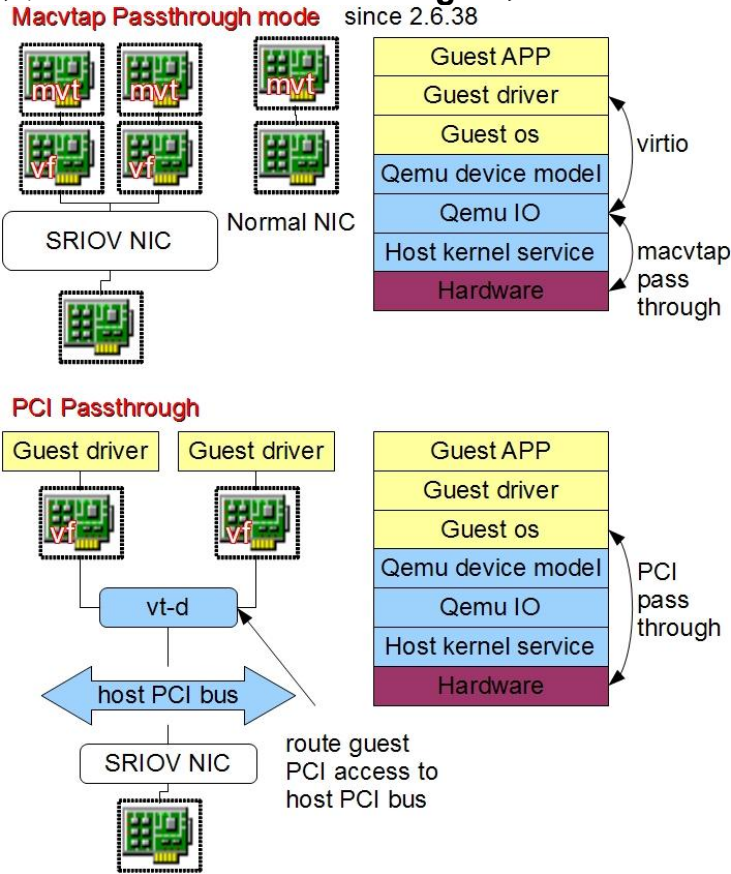 Macvtap Passthrough mode since 2.6.38
mvt mvt mvt
vf vf
Normal NIC
SRIOV NIC
Guest APP
Guest driver
Guest os
Qemu device model
Qemu IO
Host kernel service
Hardware
virtio
macvtap
pass
through
PCI Passthrough
Guest driver Guest driver
vf vf
vt-d
host PCI bus
SRIOV NIC
route guest
PCI access to
host PCI bus
Guest APP
Guest driver
Guest os
Qemu device model
Qemu IO
Host kernel service
Hardware
PCI
pass
through